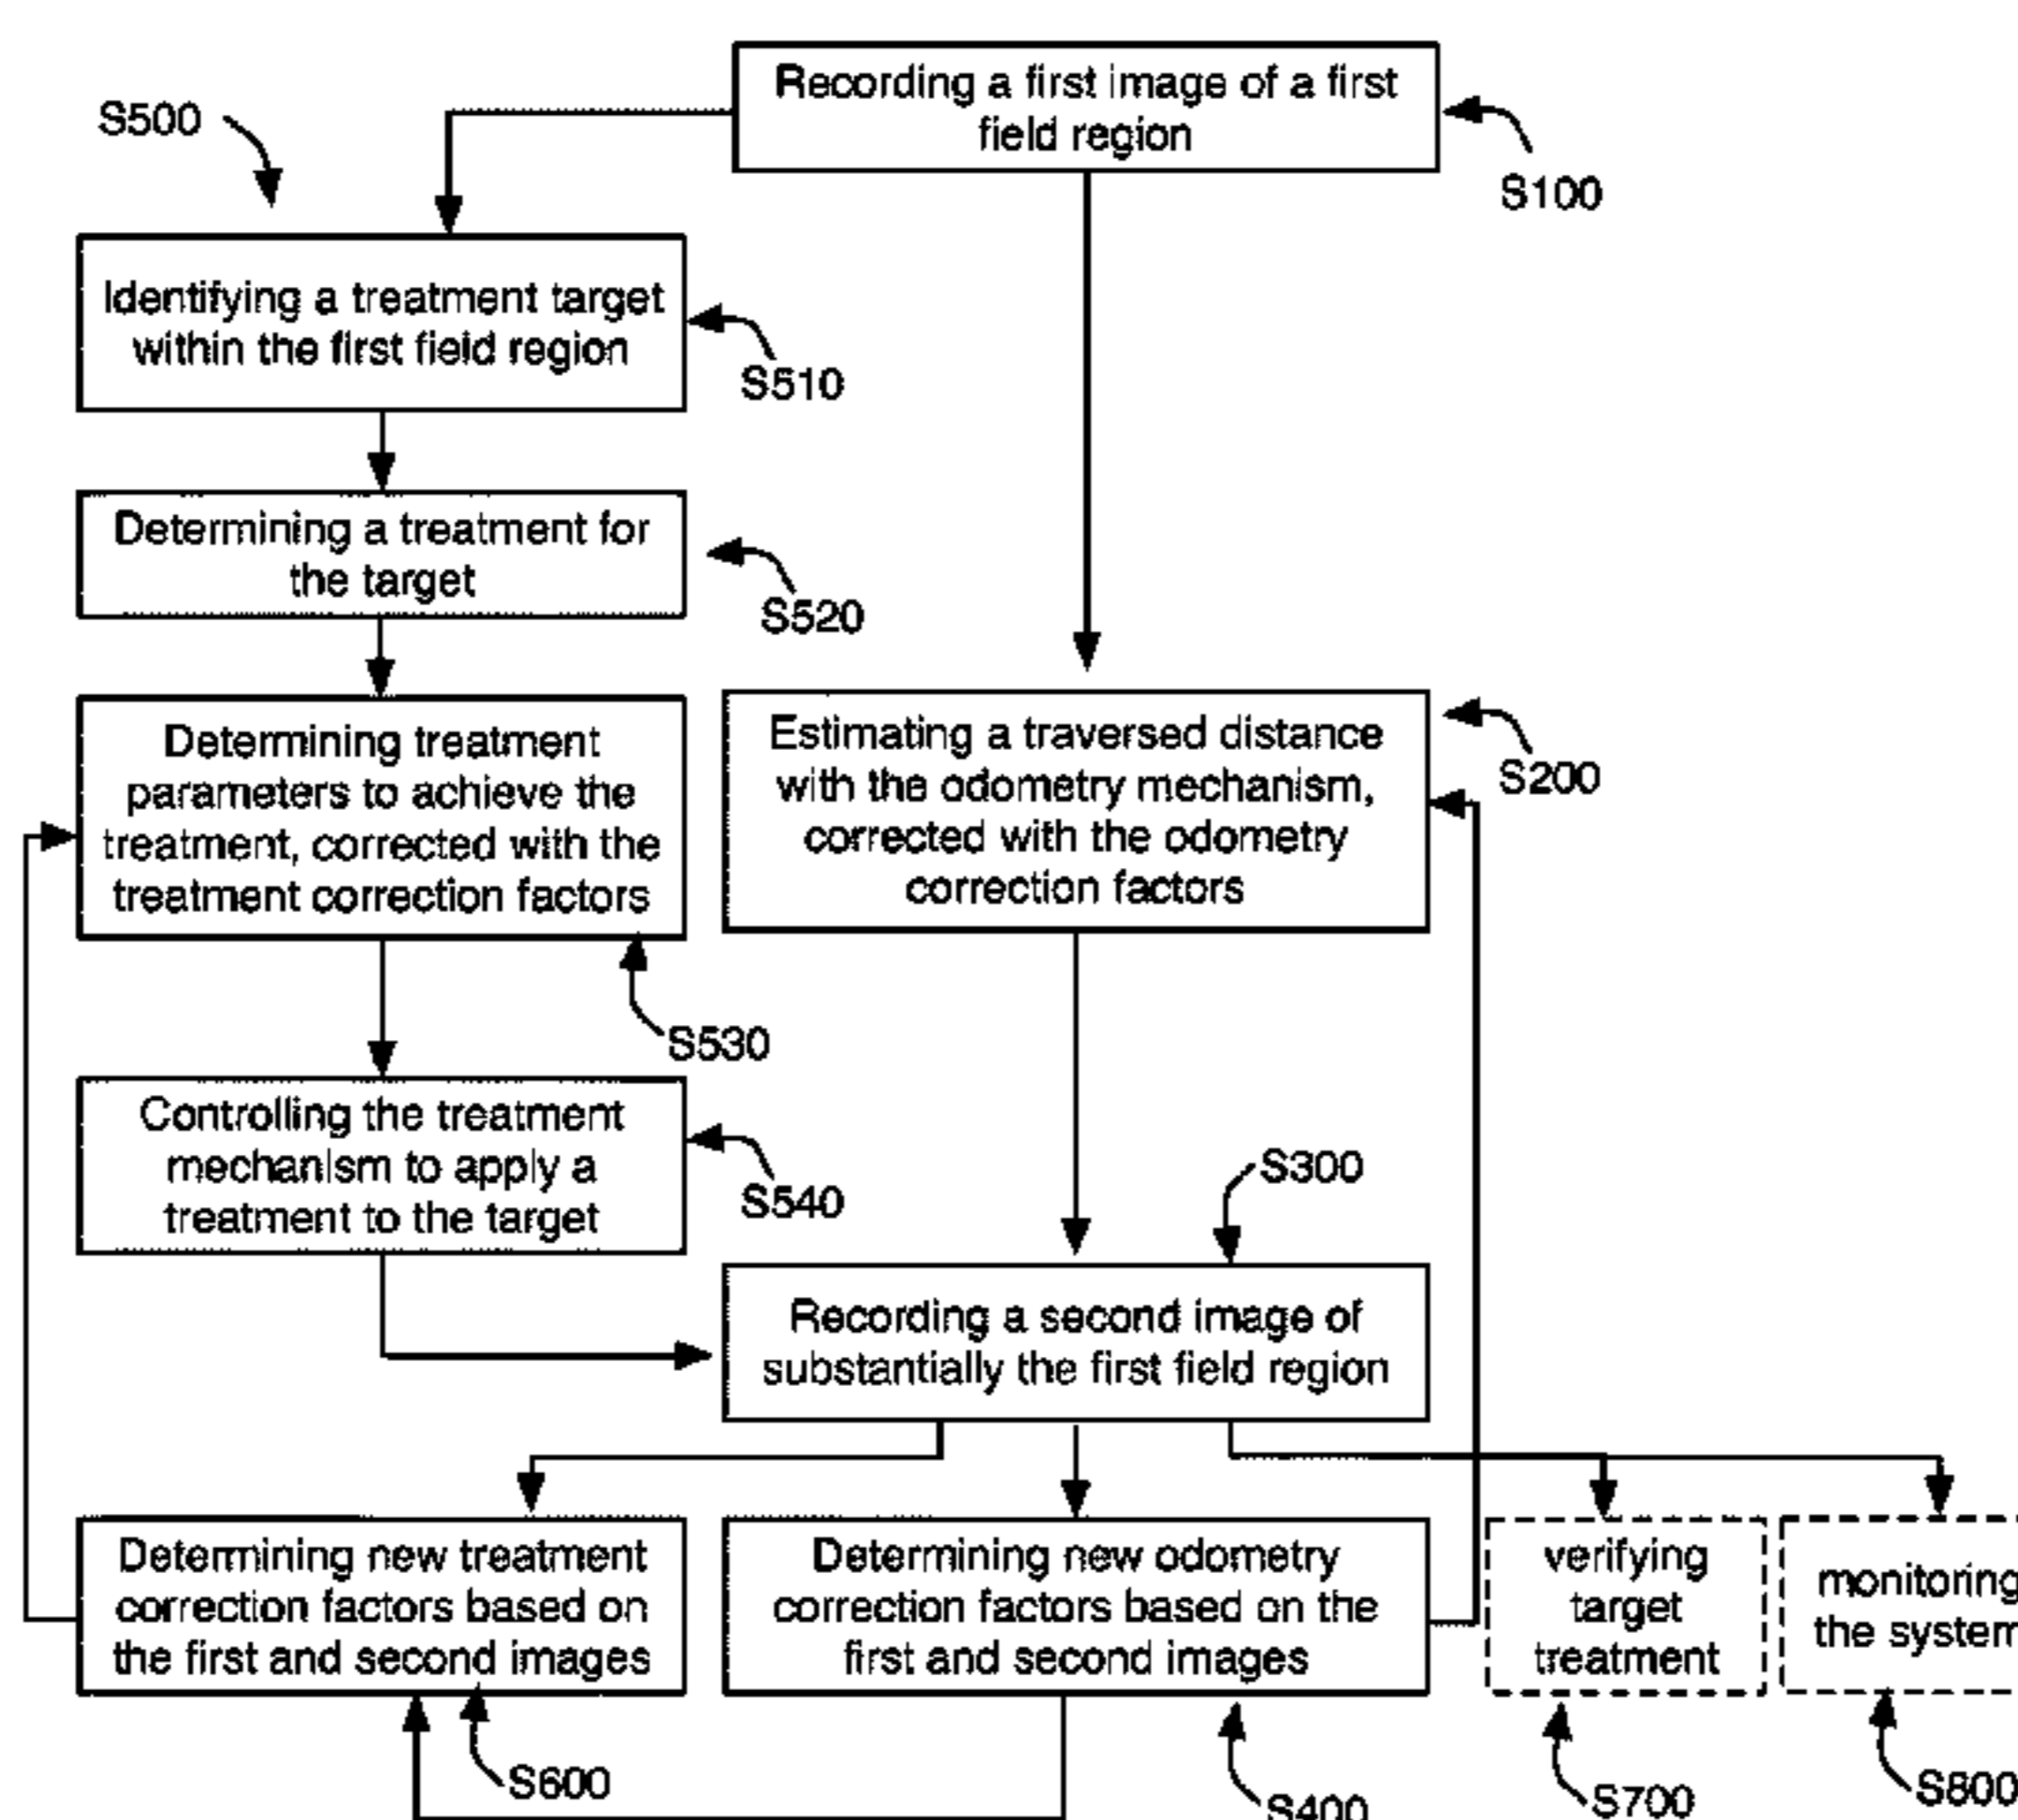 Recording a first image of a first
field region
S100
S500
Identifying a treatment target
within the first field region
S510
Determining a treatment for
the target
S520
Determining treatment
parameters to achieve the
treatment, corrected with the
treatment correction factors
S530
Estimating a traversed distance
with the odometry mechanism,
corrected with the odometry
correction factors
S200
Controlling the treatment
mechanism to apply a
treatment to the target
S540
S300
Recording a second image of
substantially the first field region
Determining new treatment
correction factors based on
the first and second images
S600
Determining new odometry
correction factors based on the
first and second images
S400
verifying
target
treatment
S700
monitoring
the system
S800